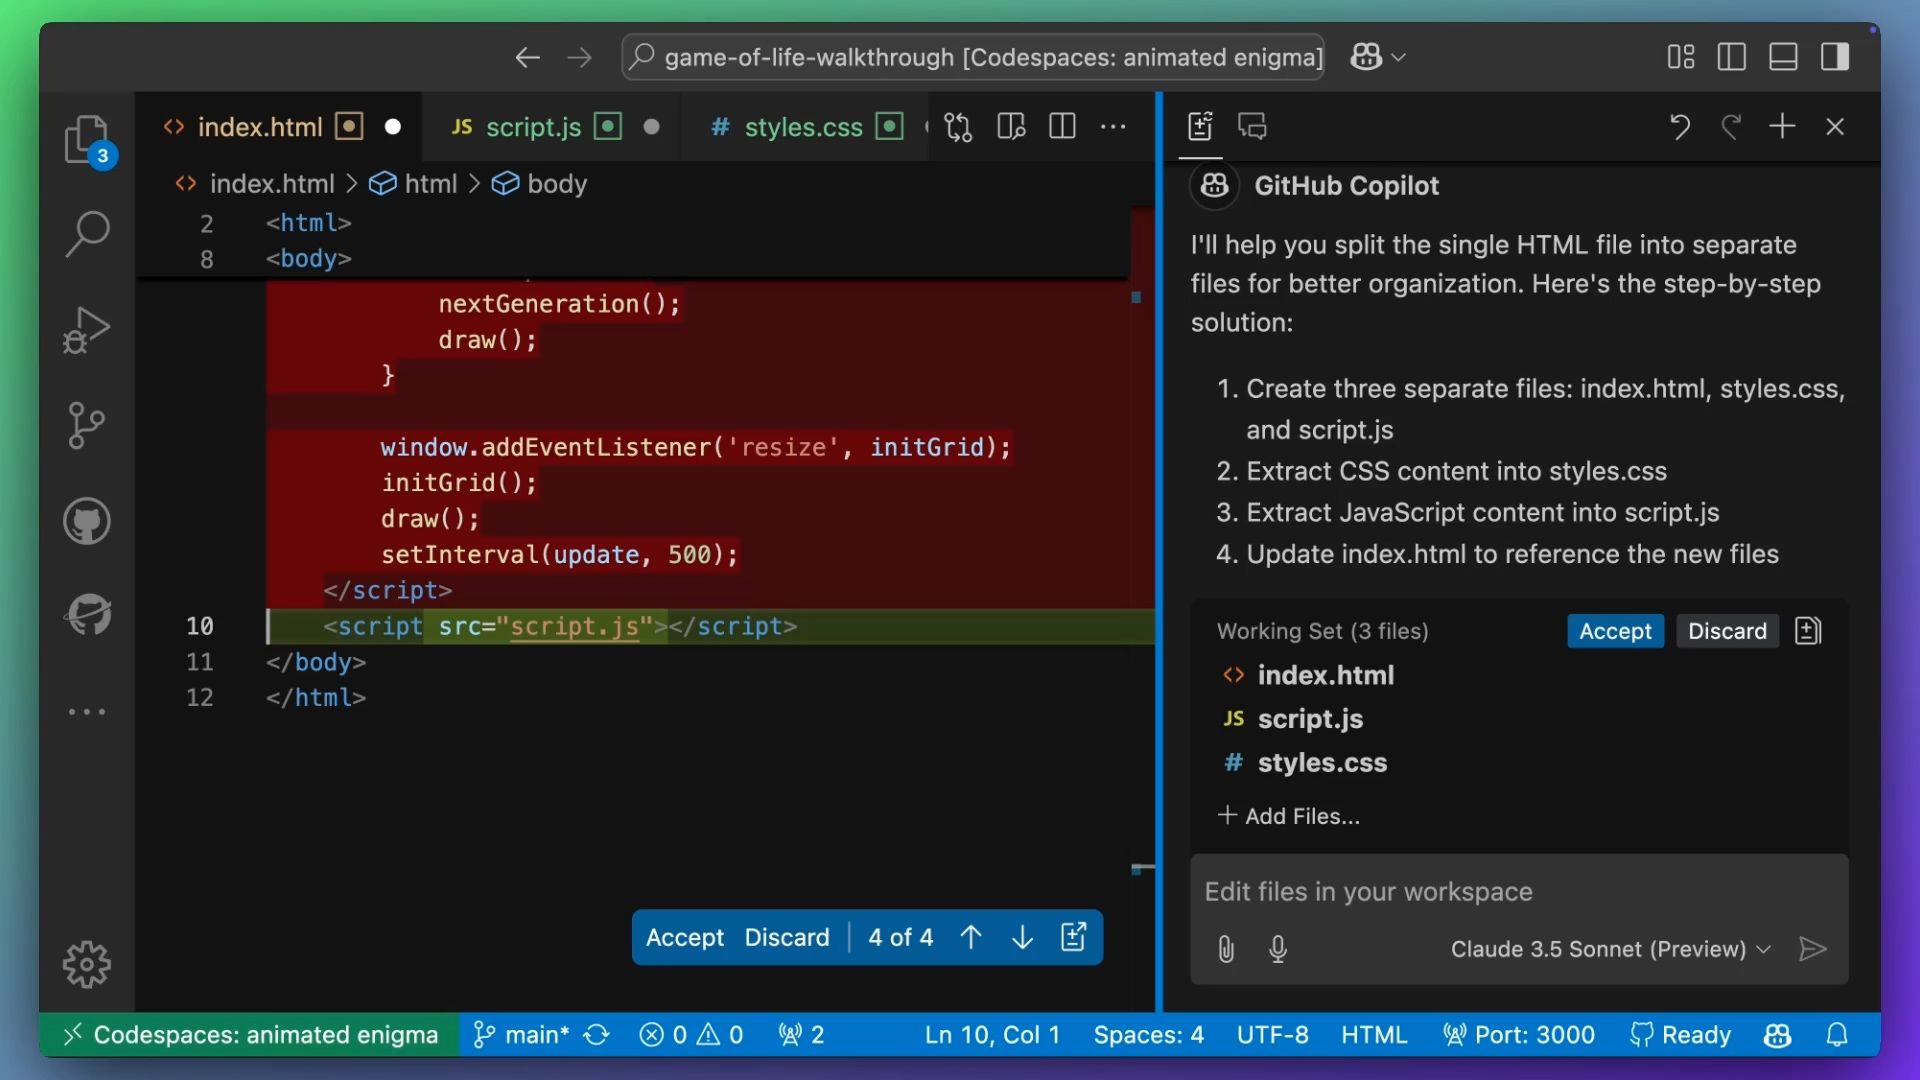 game-of-life-walkthrough [Codespaces: animated enigma]
3
<> index.html
JS script.js
# styles.css
<> index.html > html > body
2 <html>
8 <body>
nextGeneration();
draw();
}
window.addEventListener('resize', initGrid);
initGrid();
draw();
setInterval(update, 500);
</script>
10 <script src="script.js"></script>
11 </body>
12 </html>
Accept Discard 4 of 4
GitHub Copilot
I'll help you split the single HTML file into separate
files for better organization. Here's the step-by-step
solution:
1. Create three separate files: index.html, styles.css,
and script.js
2. Extract CSS content into styles.css
3. Extract JavaScript content into script.js
4. Update index.html to reference the new files
Working Set (3 files) Accept Discard
<> index.html
JS script.js
# styles.css
+ Add Files...
Edit files in your workspace
Claude 3.5 Sonnet (Preview)
Codespaces: animated enigma main* 0 0 2 Ln 10, Col 1 Spaces: 4 UTF-8 HTML Port: 3000 Ready